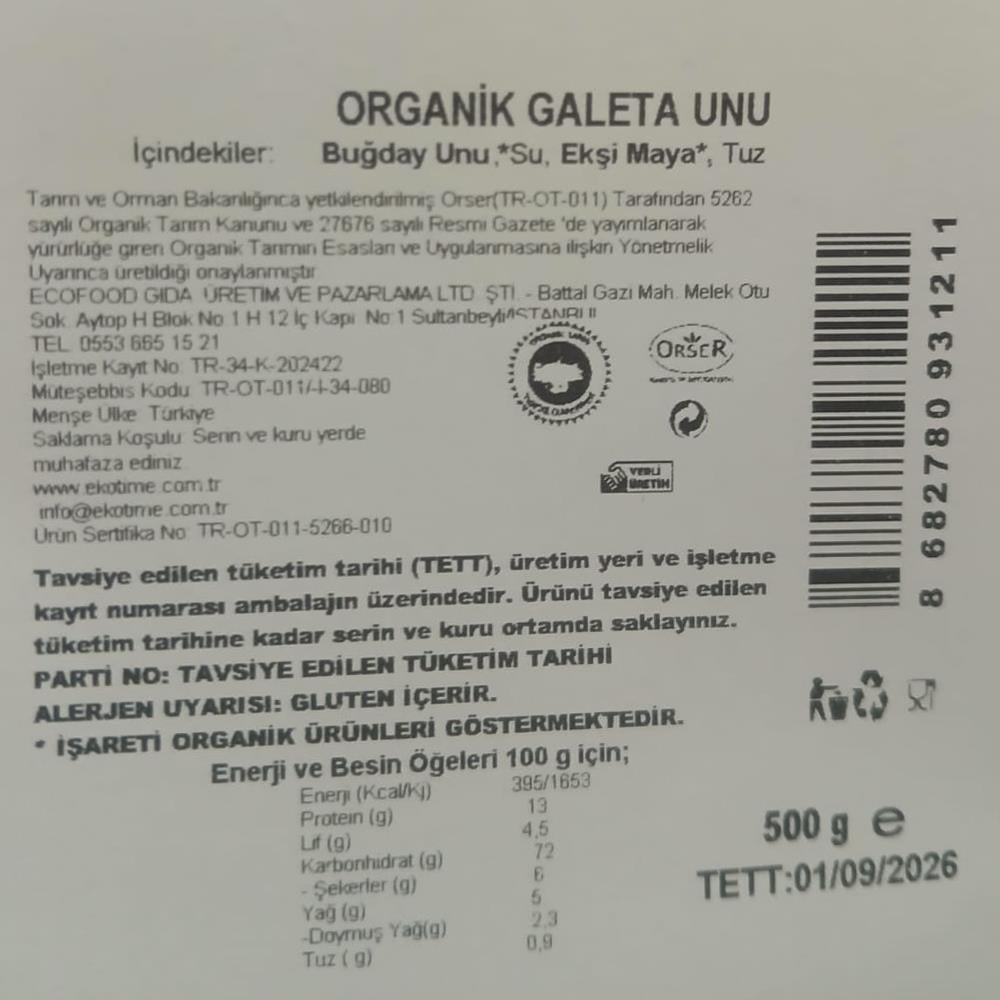 ORGANİK GALETA UNU
İçindekiler: Buğday Unu,*Su, Ekşi Maya*, Tuz
Tarım ve Orman Bakanlığınca yetkilendirilmiş Orser(TR-OT-011) Tarafından 5262
sayılı Organik Tarım Kanunu ve 27676 sayılı Resmi Gazete 'de yayımlanarak
yürürlüğe giren Organik Tarımın Esasları ve Uygulanmasına ilişkin Yönetmelik
Uyarınca üretildiği onaylanmıştır
ECOFOOD GIDA ÜRETİM VE PAZARLAMA LTD. ŞTİ. - Battal Gazi Mah. Melek Otu
Sok. Aytop H Blok No 1 H 12 İç Kapı No:1 Sultanbeyli/İSTANBUL
TEL 0553 665 15 21
İşletme Kayıt No: TR-34-K-202422
Müteşebbis Kodu: TR-OT-011/-I-34-080
Menşe Ülke Türkiye
Saklama Koşulu: Serin ve kuru yerde
muhafaza ediniz.
www.ekotime.com.tr
info@ekotime.com.tr
Ürün Sertifika No: TR-OT-011-5266-010
ORGANİK TARIM
ORSER
YERLİ
ÜRETİM
8 682780 931211
Tavsiye edilen tüketim tarihi (TETT), üretim yeri ve işletme
kayıt numarası ambalajın üzerindedir. Ürünü tavsiye edilen
tüketim tarihine kadar serin ve kuru ortamda saklayınız.
PARTİ NO: TAVSİYE EDİLEN TÜKETİM TARİHİ
ALERJEN UYARISI: GLUTEN İÇERİR.
* İŞARETİ ORGANİK ÜRÜNLERİ GÖSTERMEKTEDİR.
Enerji ve Besin Öğeleri 100 g için;
Enerji (Kcal/Kj) 395/1653
Protein (g) 13
Lif (g) 4,5
Karbonhidrat (g) 72
- Şekerler (g) 6
Yağ (g) 5
-Doymuş Yağ(g) 2,3
Tuz ( g) 0,9
500 g e
TETT:01/09/2026